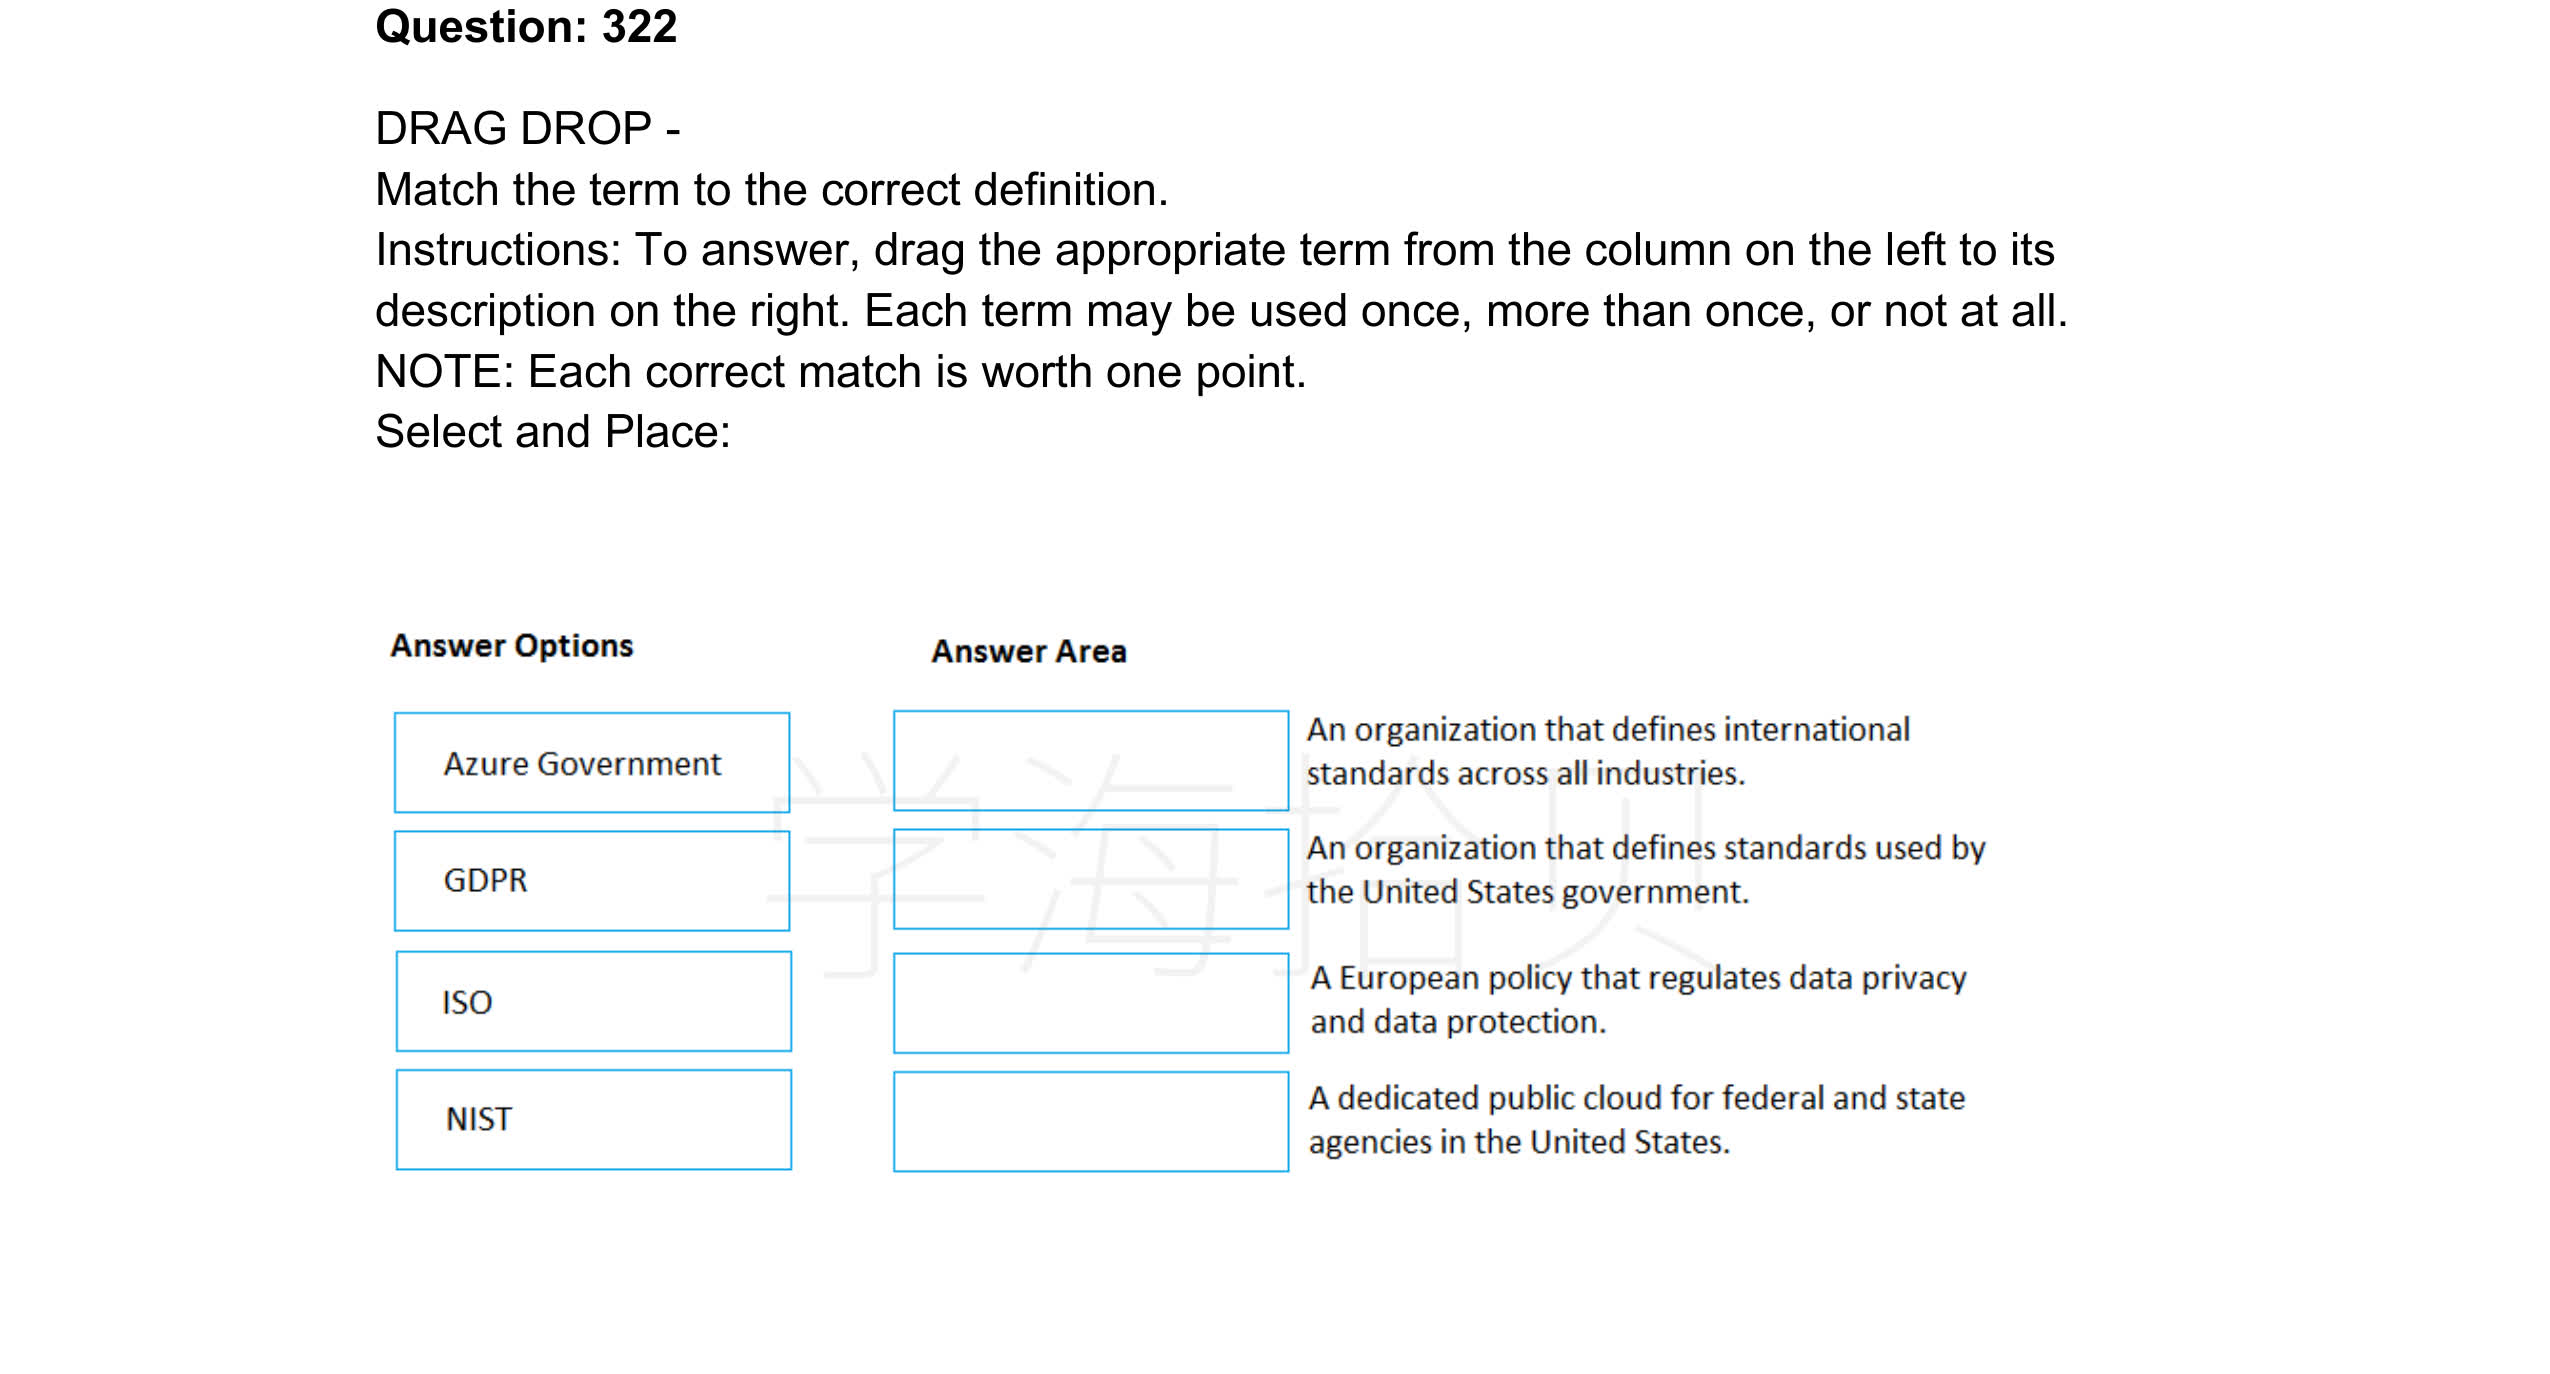 Question: 322
DRAG DROP -
Match the term to the correct definition.
Instructions: To answer, drag the appropriate term from the column on the left to its
description on the right. Each term may be used once, more than once, or not at all.
NOTE: Each correct match is worth one point.
Select and Place:
Answer Options
Answer Area
Azure Government
An organization that defines international
standards across all industries.
GDPR
An organization that defines standards used by
the United States government.
ISO
A European policy that regulates data privacy
and data protection.
NIST
A dedicated public cloud for federal and state
agencies in the United States.
学海拾贝